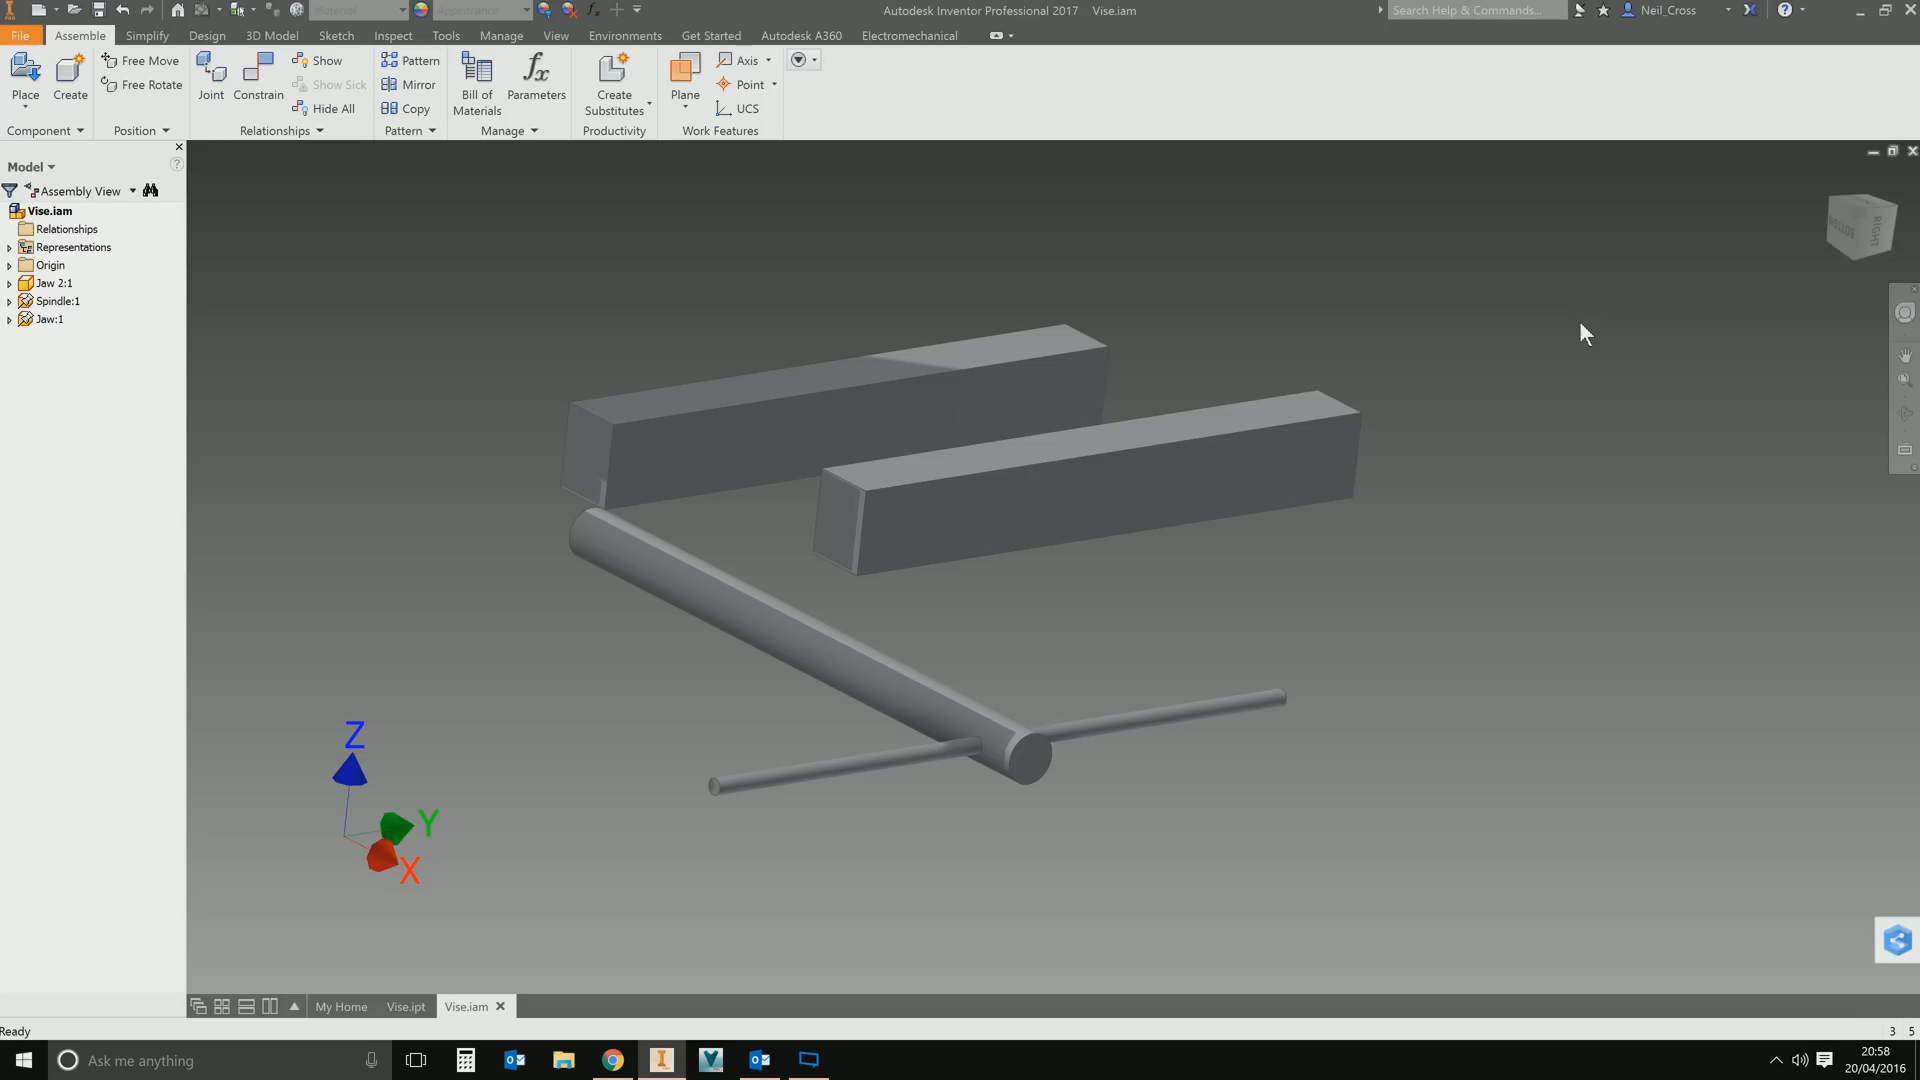 Material
Appearance
Autodesk Inventor Professional 2017 Vise.iam
Search Help & Commands...
Neil_Cross
File Assemble Simplify Design 3D Model Sketch Inspect Tools Manage View Environments Get Started Autodesk A360 Electromechanical
Place
Create
Free Move
Free Rotate
Joint
Constrain
Show
Show Sick
Hide All
Pattern
Mirror
Copy
Bill of
Materials
Parameters
Create
Substitutes
Plane
Axis
Point
UCS
Component Position Relationships Pattern Manage Productivity Work Features
Model
Assembly View
Vise.iam
Relationships
Representations
Origin
Jaw 2:1
Spindle:1
Jaw:1
BOTTOM
RIGHT
Z
Y
X
My Home Vise.ipt Vise.iam
Ready
3 5
Ask me anything
20:58
20/04/2016